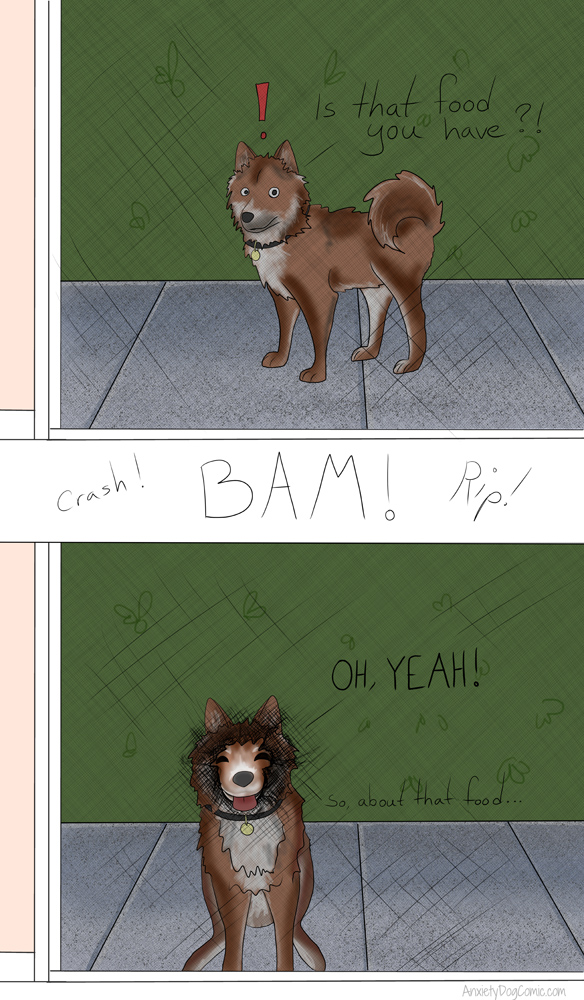 !
Is that food
you have ?!
Crash! BAM! Rip!
OH, YEAH!
So, about that food...
AnxietyDogComic.com